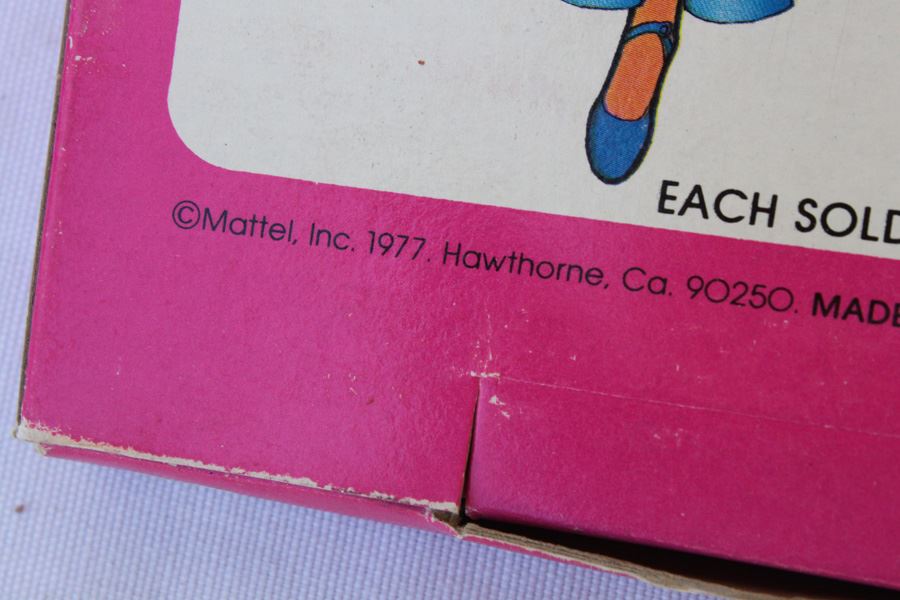 EACH SOLD
©Mattel, Inc. 1977. Hawthorne, Ca. 90250. MADE